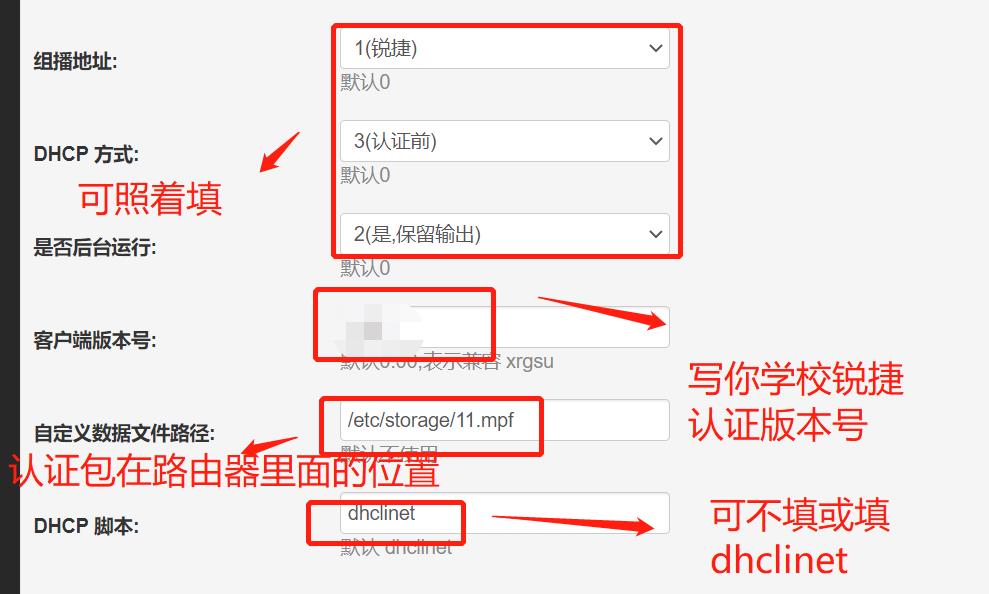 组播地址:
1(锐捷)
默认0
DHCP 方式:
3(认证前)
默认0
可照着填
是否后台运行:
2(是,保留输出)
默认0
客户端版本号:
默认0.00,表示兼容 xrgsu
写你学校锐捷
认证版本号
自定义数据文件路径:
/etc/storage/11.mpf
默认不使用
认证包在路由器里面的位置
DHCP 脚本:
dhclinet
默认 dhclinet
可不填或填
dhclinet